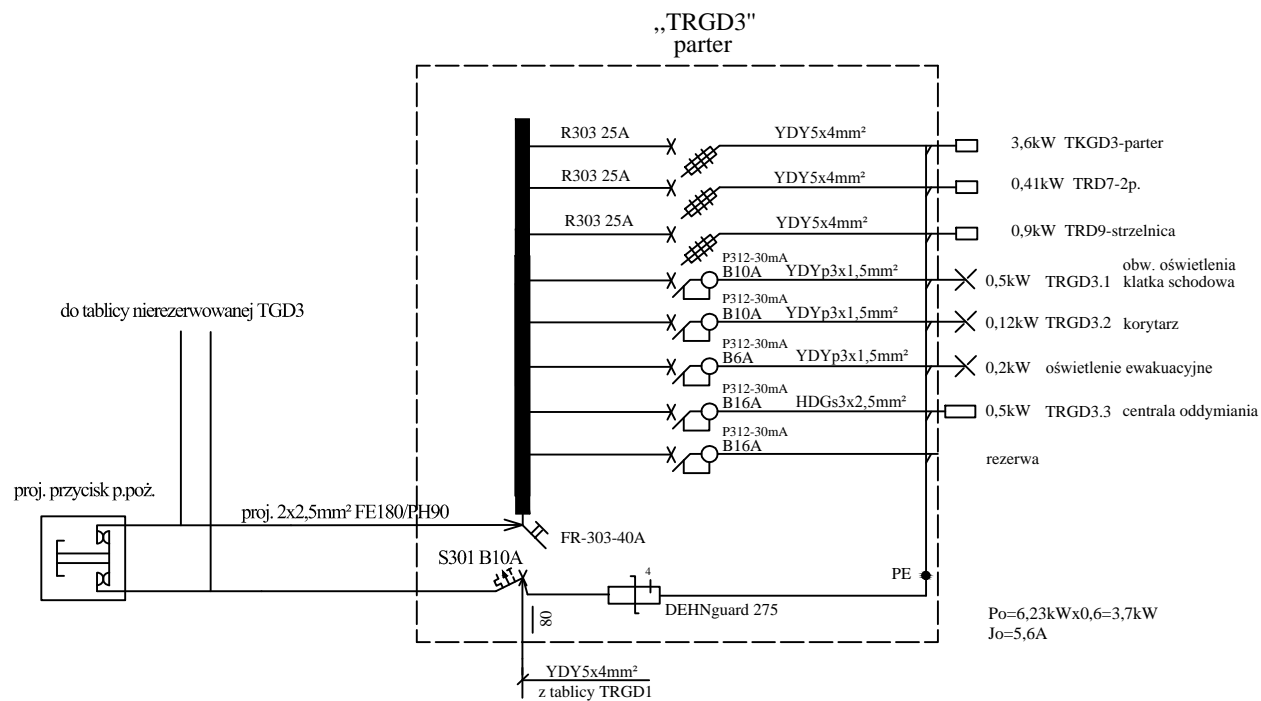 ,,TRGD3"
parter
R303 25A
YDY5x4mm²
3,6kW TKGD3-parter
R303 25A
YDY5x4mm²
0,41kW TRD7-2p.
R303 25A
YDY5x4mm²
0,9kW TRD9-strzelnica
P312-30mA
B10A
YDYp3x1,5mm²
0,5kW TRGD3.1
obw. oświetlenia
klatka schodowa
P312-30mA
B10A
YDYp3x1,5mm²
0,12kW TRGD3.2 korytarz
P312-30mA
B6A
YDYp3x1,5mm²
0,2kW oświetlenie ewakuacyjne
P312-30mA
B16A
HDGs3x2,5mm²
0,5kW TRGD3.3 centrala oddymiania
P312-30mA
B16A
rezerwa
do tablicy nierezerwowanej TGD3
proj. przycisk p.poż.
proj. 2x2,5mm² FE180/PH90
FR-303-40A
S301 B10A
4
DEHNguard 275
PE
80
Po=6,23kWx0,6=3,7kW
Jo=5,6A
YDY5x4mm²
z tablicy TRGD1